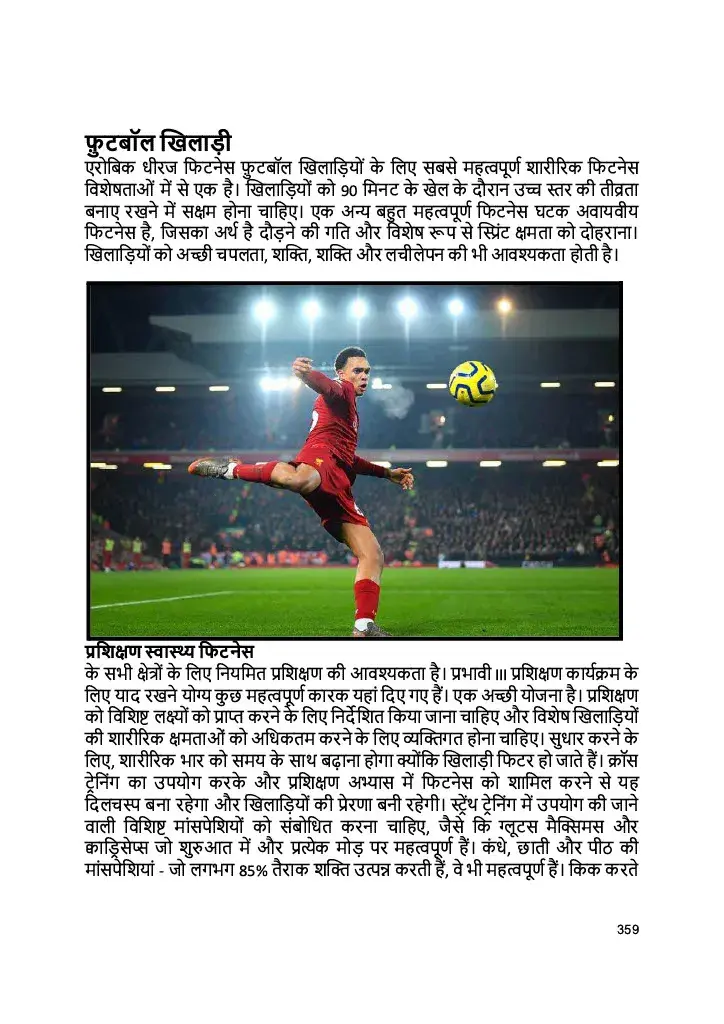 फ़ुटबॉल खिलाड़ी
एरोबिक धीरज फिटनेस फ़ुटबॉल खिलाड़ियों के लिए सबसे महत्वपूर्ण शारीरिक फिटनेस
विशेषताओं में से एक है। खिलाड़ियों को 90 मिनट के खेल के दौरान उच्च स्तर की तीव्रता
बनाए रखने में सक्षम होना चाहिए। एक अन्य बहुत महत्वपूर्ण फिटनेस घटक अवायवीय
फिटनेस है, जिसका अर्थ है दौड़ने की गति और विशेष रूप से स्प्रिंट क्षमता को दोहराना।
खिलाड़ियों को अच्छी चपलता, शक्ति, शक्ति और लचीलेपन की भी आवश्यकता होती है।
प्रशिक्षण स्वास्थ्य फिटनेस
के सभी क्षेत्रों के लिए नियमित प्रशिक्षण की आवश्यकता है। प्रभावी III प्रशिक्षण कार्यक्रम के
लिए याद रखने योग्य कुछ महत्वपूर्ण कारक यहां दिए गए हैं। एक अच्छी योजना है। प्रशिक्षण
को विशिष्ट लक्ष्यों को प्राप्त करने के लिए निर्देशित किया जाना चाहिए और विशेष खिलाड़ियों
की शारीरिक क्षमताओं को अधिकतम करने के लिए व्यक्तिगत होना चाहिए। सुधार करने के
लिए, शारीरिक भार को समय के साथ बढ़ाना होगा क्योंकि खिलाड़ी फिटर हो जाते हैं। क्रॉस
ट्रेनिंग का उपयोग करके और प्रशिक्षण अभ्यास में फिटनेस को शामिल करने से यह
दिलचस्प बना रहेगा और खिलाड़ियों की प्रेरणा बनी रहेगी। स्ट्रेंथ ट्रेनिंग में उपयोग की जाने
वाली विशिष्ट मांसपेशियों को संबोधित करना चाहिए, जैसे कि ग्लूटस मैक्सिमस और
क्वाड्रिसेप्स जो शुरुआत में और प्रत्येक मोड़ पर महत्वपूर्ण हैं। कंधे, छाती और पीठ की
मांसपेशियां - जो लगभग 85% तैराक शक्ति उत्पन्न करती हैं, वे भी महत्वपूर्ण हैं। किक करते
359